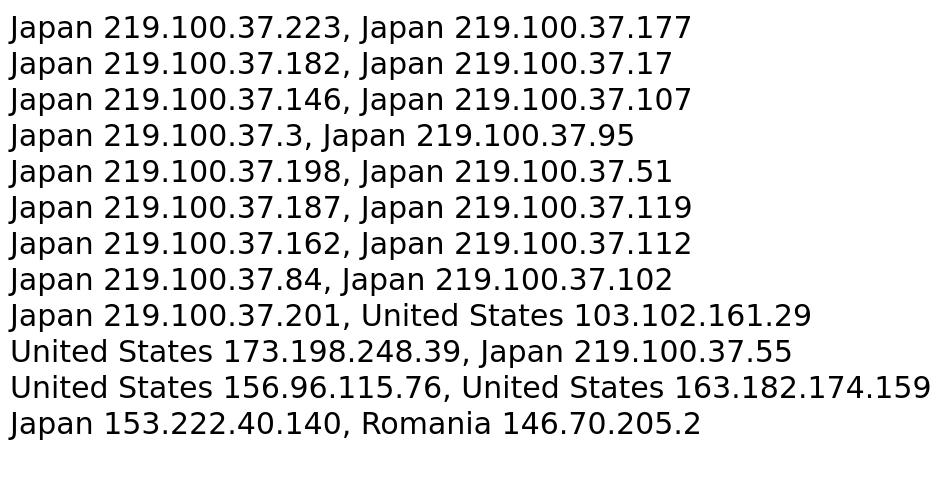 Japan 219.100.37.223, Japan 219.100.37.177
Japan 219.100.37.182, Japan 219.100.37.17
Japan 219.100.37.146, Japan 219.100.37.107
Japan 219.100.37.3, Japan 219.100.37.95
Japan 219.100.37.198, Japan 219.100.37.51
Japan 219.100.37.187, Japan 219.100.37.119
Japan 219.100.37.162, Japan 219.100.37.112
Japan 219.100.37.84, Japan 219.100.37.102
Japan 219.100.37.201, United States 103.102.161.29
United States 173.198.248.39, Japan 219.100.37.55
United States 156.96.115.76, United States 163.182.174.159
Japan 153.222.40.140, Romania 146.70.205.2